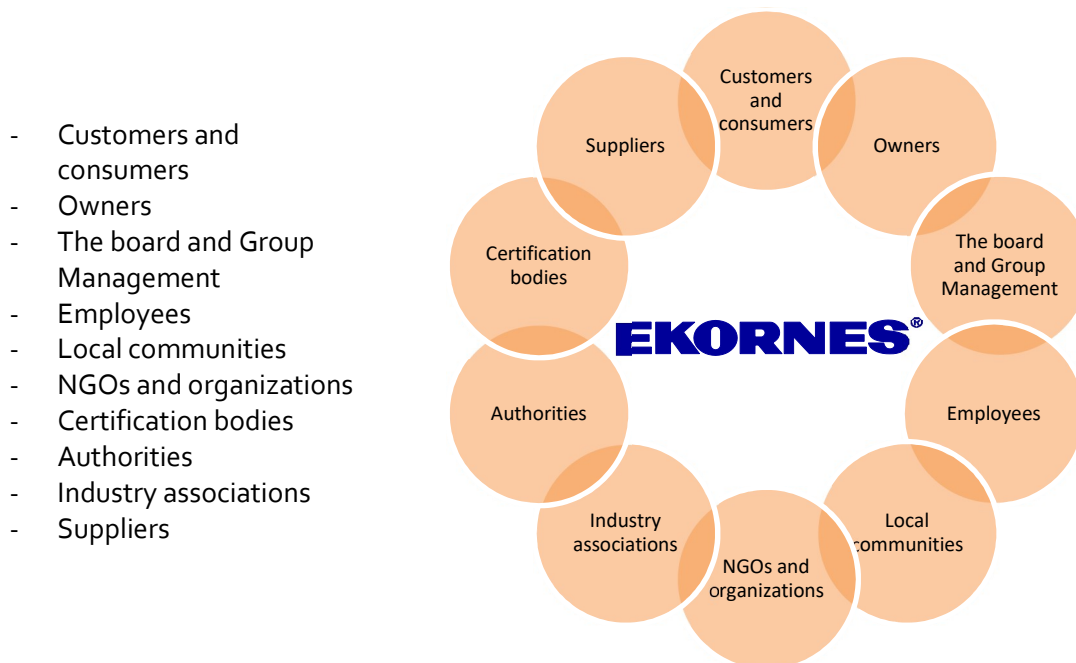 - Customers and
consumers
- Owners
- The board and Group
Management
- Employees
- Local communities
- NGOs and organizations
- Certification bodies
- Authorities
- Industry associations
- Suppliers
Customers
and
consumers
Owners
The board
and Group
Management
Employees
Local
communities
NGOs and
organizations
Industry
associations
Authorities
Certification
bodies
Suppliers
EKORNES®